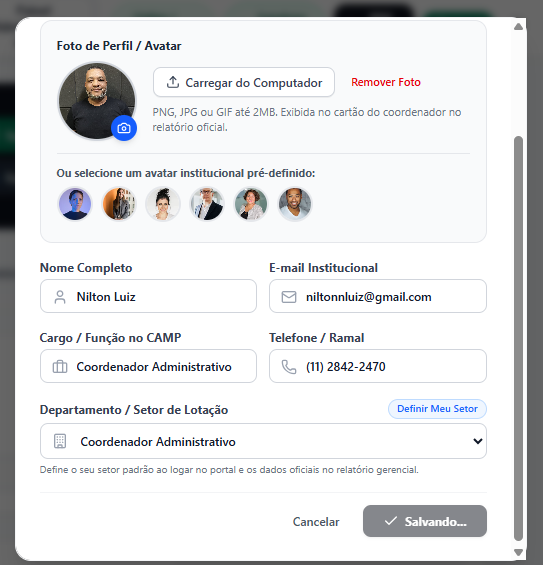 Foto de Perfil / Avatar
Carregar do Computador
Remover Foto
PNG, JPG ou GIF até 2MB. Exibida no cartão do coordenador no
relatório oficial.
Ou selecione um avatar institucional pré-definido:
Nome Completo
E-mail Institucional
Nilton Luiz
niltonnluiz@gmail.com
Cargo / Função no CAMP
Telefone / Ramal
Coordenador Administrativo
(11) 2842-2470
Departamento / Setor de Lotação
Definir Meu Setor
Coordenador Administrativo
Define o seu setor padrão ao logar no portal e os dados oficiais no relatório gerencial.
Cancelar
Salvando...